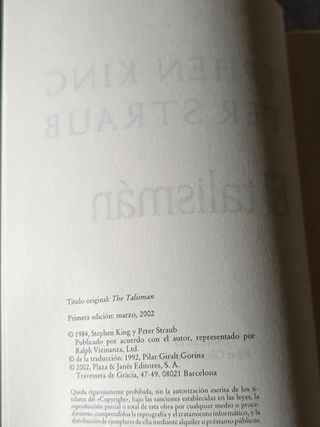 STEPHEN KING
PETER STRAUB
El talismán
Título original: The Talisman
Primera edición: marzo, 2002
© 1984, Stephen King y Peter Straub
Publicado por acuerdo con el autor, representado por
Ralph Vizinanza, Ltd.
© de la traducción: 1992, Pilar Giralt Gorina
© 2002, Plaza & Janés Editores, S. A.
Travessera de Gràcia, 47-49. 08021 Barcelona
Queda rigurosamente prohibida, sin la autorización escrita de los ti-
tulares del «Copyright», bajo las sanciones establecidas en las leyes, la
reproducción parcial o total de esta obra por cualquier medio o proce-
dimiento, comprendidos la reprografía y el tratamiento informático, y la
distribución de ejemplares de ella mediante alquiler o préstamo públicos.